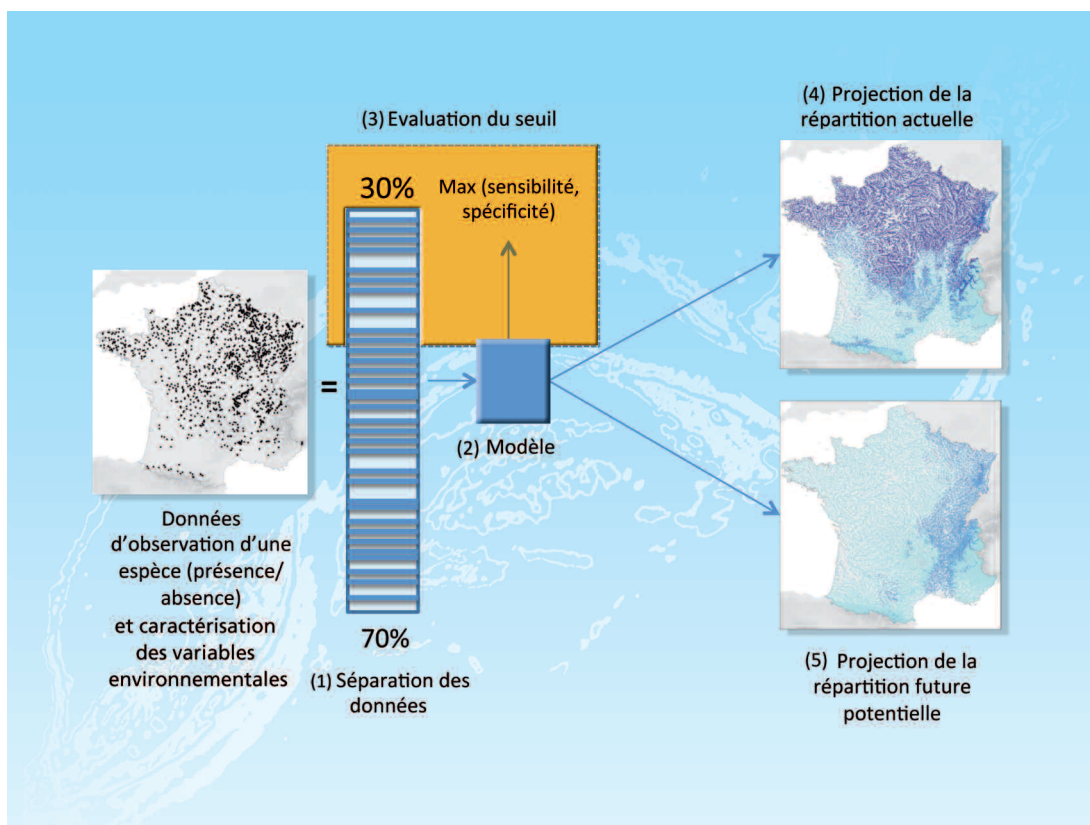 (3) Evaluation du seuil
30%
Max (sensibilité,
spécificité)
(4) Projection de la
répartition actuelle
=
(2) Modèle
Données
d'observation d'une
espèce (présence/
absence)
et caractérisation
des variables
environnementales
70%
(1) Séparation des
données
(5) Projection de la
répartition future
potentielle